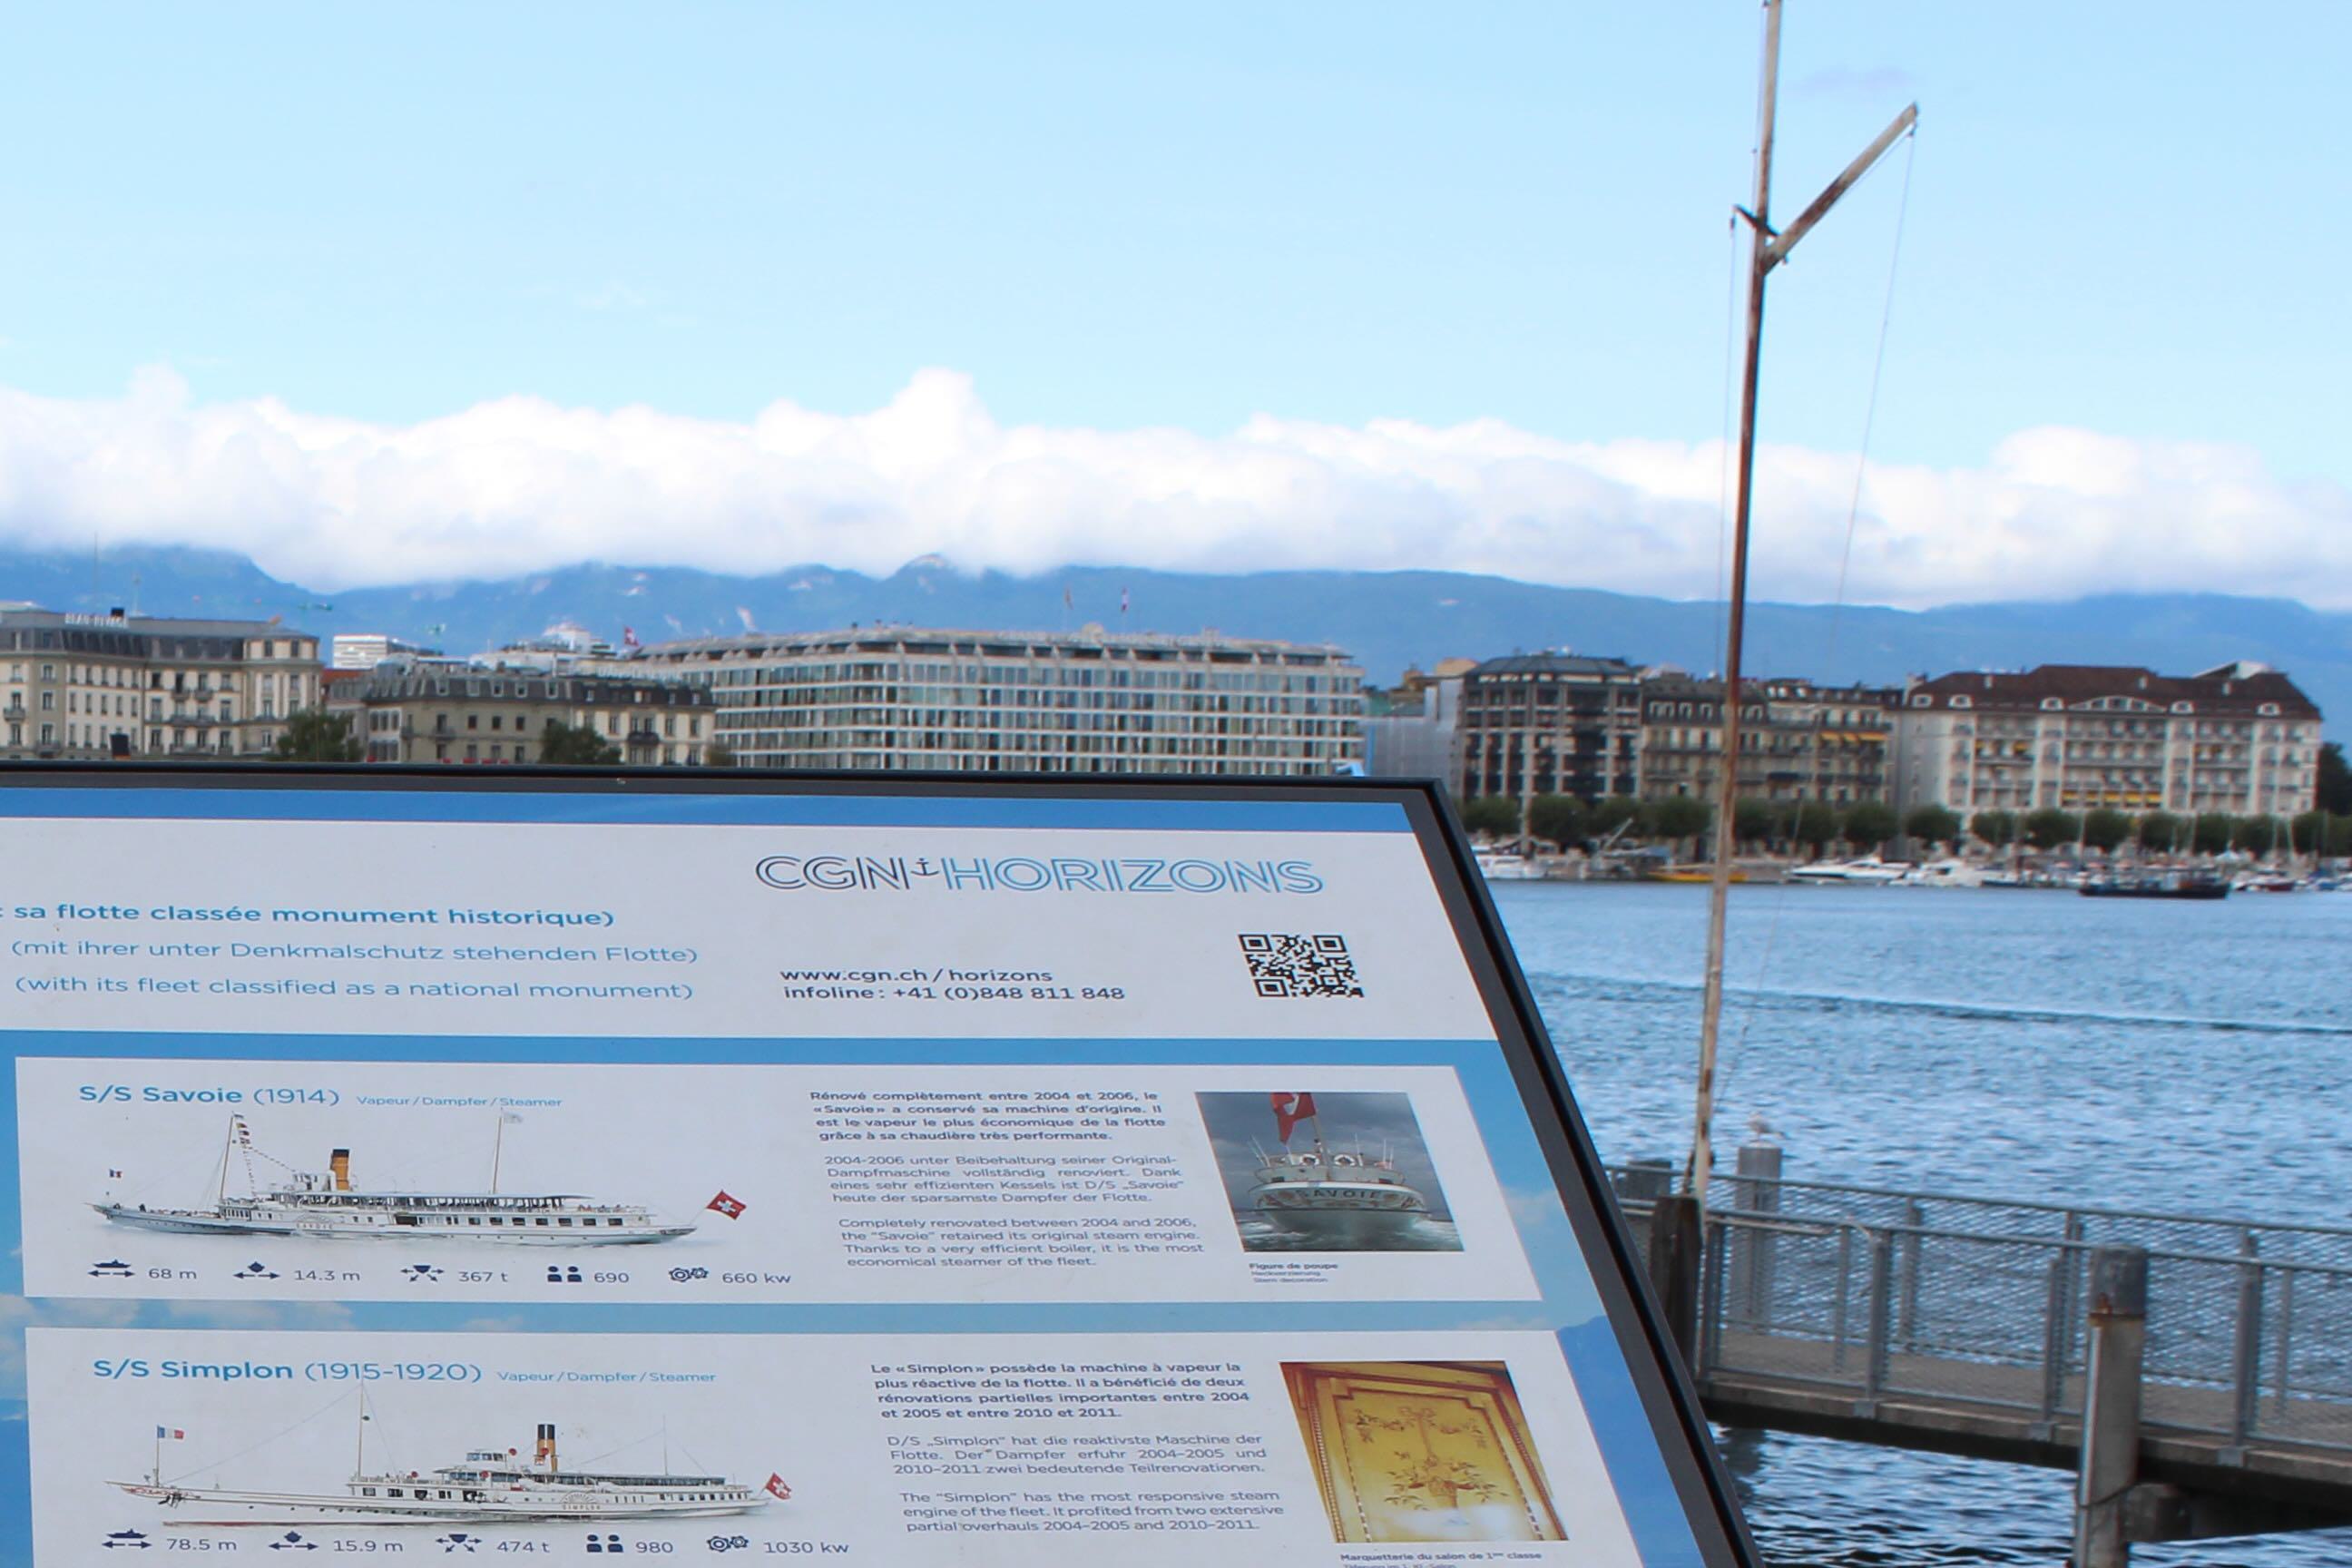 CGN HORIZONS
: sa flotte classée monument historique)
(mit ihrer unter Denkmalschutz stehenden Flotte)
(with its fleet classified as a national monument)
www.cgn.ch / horizons
infoline : +41 (0)848 811 848
S/S Savoie (1914) Vapeur / Dampfer / Steamer
SAVOIE
68 m 14.3 m 367 t 690 660 kw
Rénové complètement entre 2004 et 2006, le
«Savoie» a conservé sa machine d'origine. Il
est le vapeur le plus économique de la flotte
grâce à sa chaudière très performante.
2004-2006 unter Beibehaltung seiner Original-
Dampfmaschine vollständig renoviert. Dank
eines sehr effizienten Kessels ist D/S „Savoie"
heute der sparsamste Dampfer der Flotte.
Completely renovated between 2004 and 2006,
the "Savoie" retained its original steam engine.
Thanks to a very efficient boiler, it is the most
economical steamer of the fleet.
SAVOIE
Figure de poupe
Heckverzierung
Stern decoration
S/S Simplon (1915-1920) Vapeur / Dampfer / Steamer
SIMPLON
78.5 m 15.9 m 474 t 980 1030 kw
Le «Simplon» possède la machine à vapeur la
plus réactive de la flotte. Il a bénéficié de deux
rénovations partielles importantes entre 2004
et 2005 et entre 2010 et 2011.
D/S „Simplon" hat die reaktivste Maschine der
Flotte. Der Dampfer erfuhr 2004-2005 und
2010-2011 zwei bedeutende Teilrenovationen.
The "Simplon" has the most responsive steam
engine of the fleet. It profited from two extensive
partial overhauls 2004-2005 and 2010-2011.
Marquetterie du salon de 1ère classe